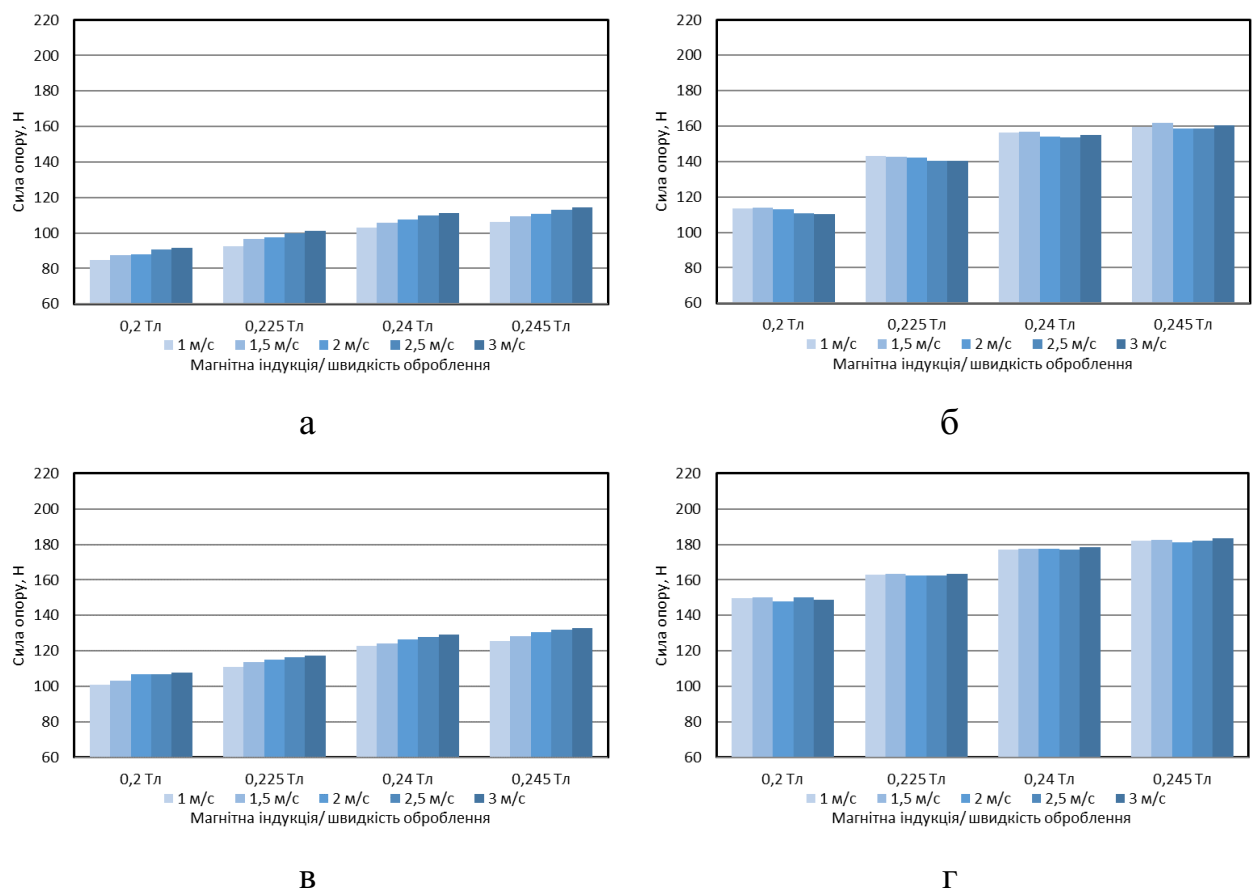 220
200
180
160
140
120
100
80
60
Сила опору, Н
0,2 Тл 0,225 Тл 0,24 Тл 0,245 Тл
1 м/с 1,5 м/с 2 м/с 2,5 м/с 3 м/с
Магнітна індукція/ швидкість оброблення
а
220
200
180
160
140
120
100
80
60
Сила опору, Н
0,2 Тл 0,225 Тл 0,24 Тл 0,245 Тл
1 м/с 1,5 м/с 2 м/с 2,5 м/с 3 м/с
Магнітна індукція/ швидкість оброблення
б
220
200
180
160
140
120
100
80
60
Сила опору, Н
0,2 Тл 0,225 Тл 0,24 Тл 0,245 Тл
1 м/с 1,5 м/с 2 м/с 2,5 м/с 3 м/с
Магнітна індукція/ швидкість оброблення
в
220
200
180
160
140
120
100
80
60
Сила опору, Н
0,2 Тл 0,225 Тл 0,24 Тл 0,245 Тл
1 м/с 1,5 м/с 2 м/с 2,5 м/с 3 м/с
Магнітна індукція/ швидкість оброблення
г